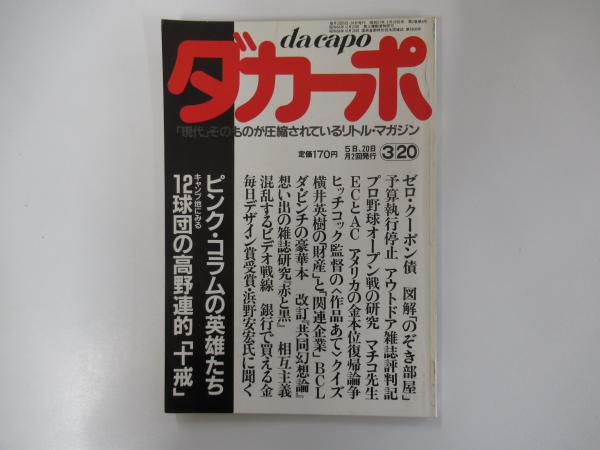 da capo
ダカーポ
「現代」そのものが圧縮されているリトル・マガジン
定価170円
5日、20日
月2回発行
3/20
ゼロ・クーポン債　図解「のぞき部屋」
予算執行停止　アウトドア雑誌評判記
プロ野球オープン戦の研究　マチコ先生
ECとAC　アメリカの金本位復帰論争
ヒッチコック監督の〈作品あて〉クイズ
横井英樹の「財産」と「関連企業」BCL
ダ・ビンチの豪華本　改訂『共同幻想論』
想い出の雑誌研究『赤と黒』　相互主義
混乱するビデオ戦線　銀行で買える金
毎日デザイン賞受賞・浜野安宏氏に聞く
ピンク・コラムの英雄たち
キャンプ地にみる
12球団の高野連的「十戒」